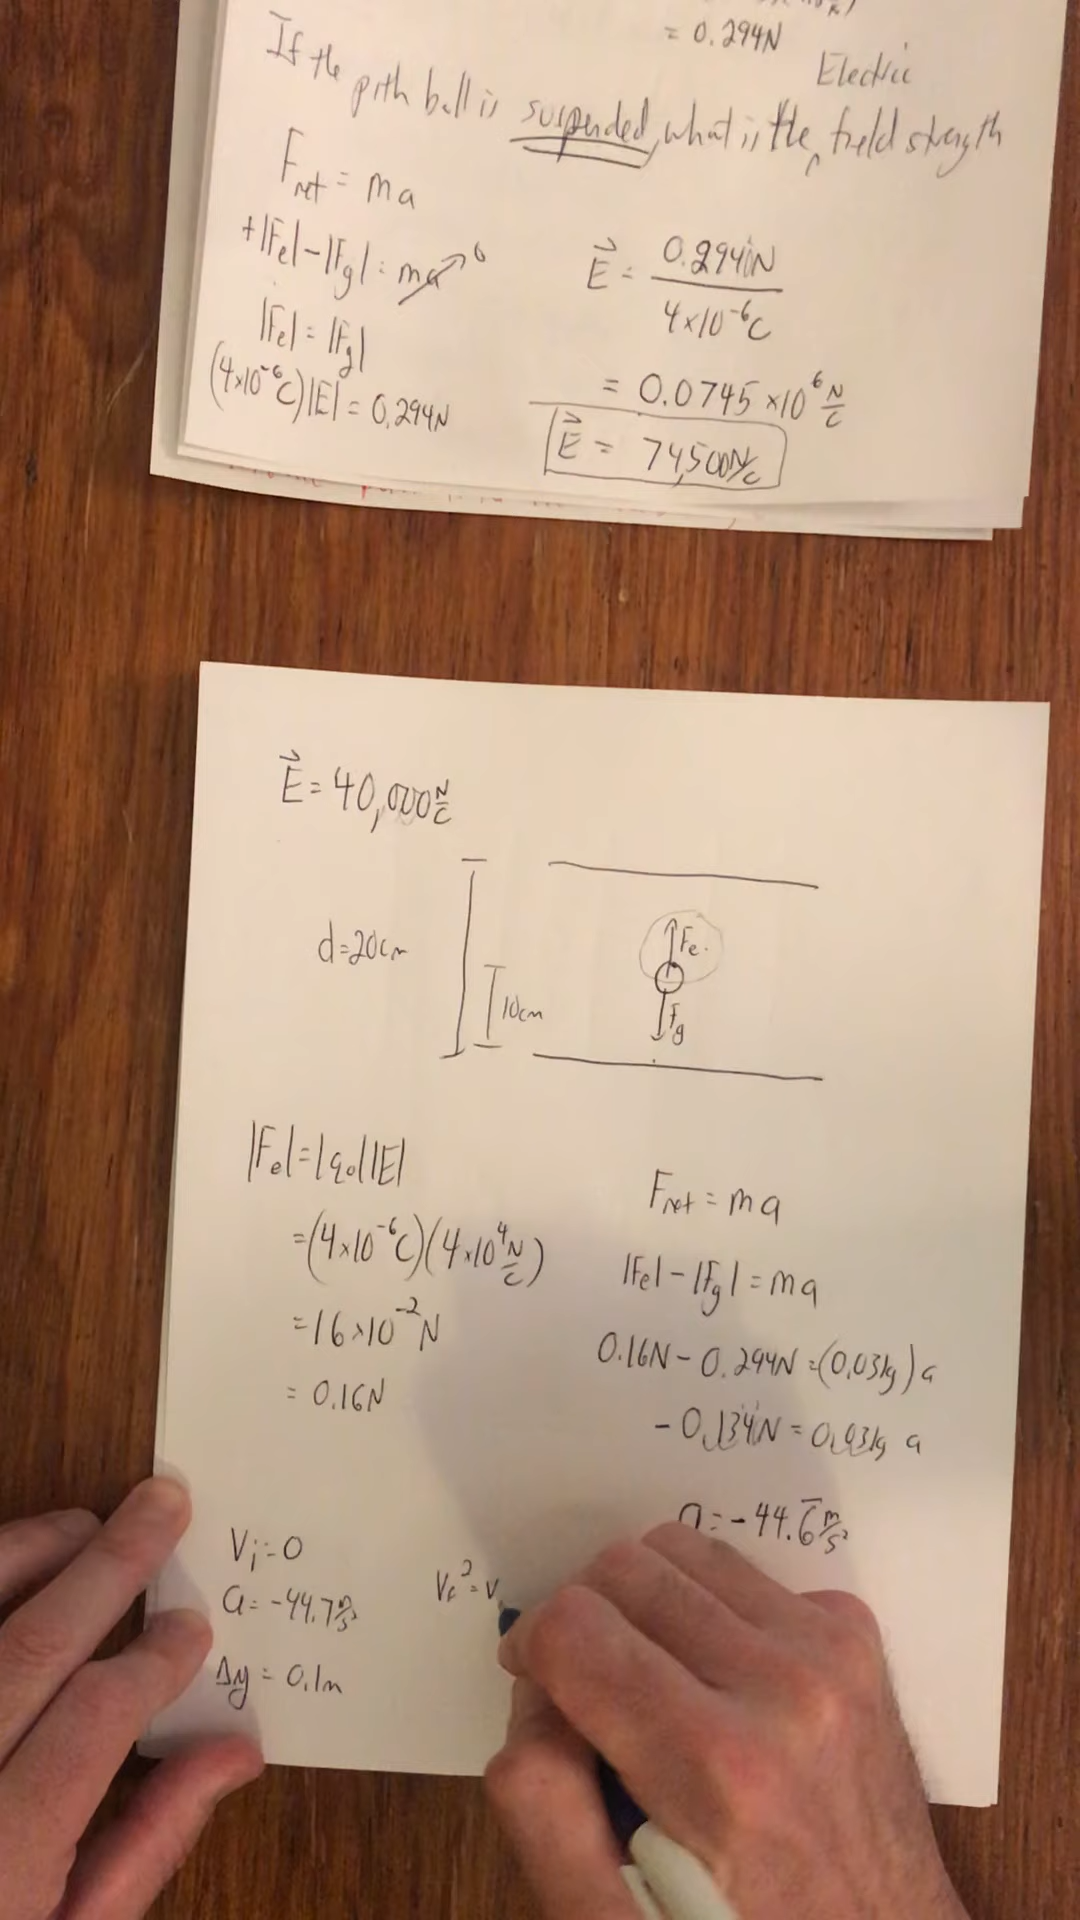 = 0.294N
If the pith ball is suspended, what is the Electric field strength
Fnet = ma
+|Fe|-|Fg| = ma 0
|Fe| = |Fg|
(4×10⁻⁶C)|E| = 0.294N
E = 0.294N / 4×10⁻⁶C
= 0.0745 ×10⁶ N/C
E = 74,500 N/C
E = 40,000 N/C
d=20cm
10cm
Fe
Fg
|Fe|=|q₀||E|
=(4×10⁻⁶C)(4×10⁴ N/C)
=16×10⁻² N
= 0.16N
Fnet = ma
|Fe|-|Fg| = ma
0.16N - 0.294N = (0.03kg) a
-0.134N = 0.03kg a
a = -44.6̅ m/s²
Vi = 0
a = -44.7 m/s²
Δy = 0.1m
Vf² = V